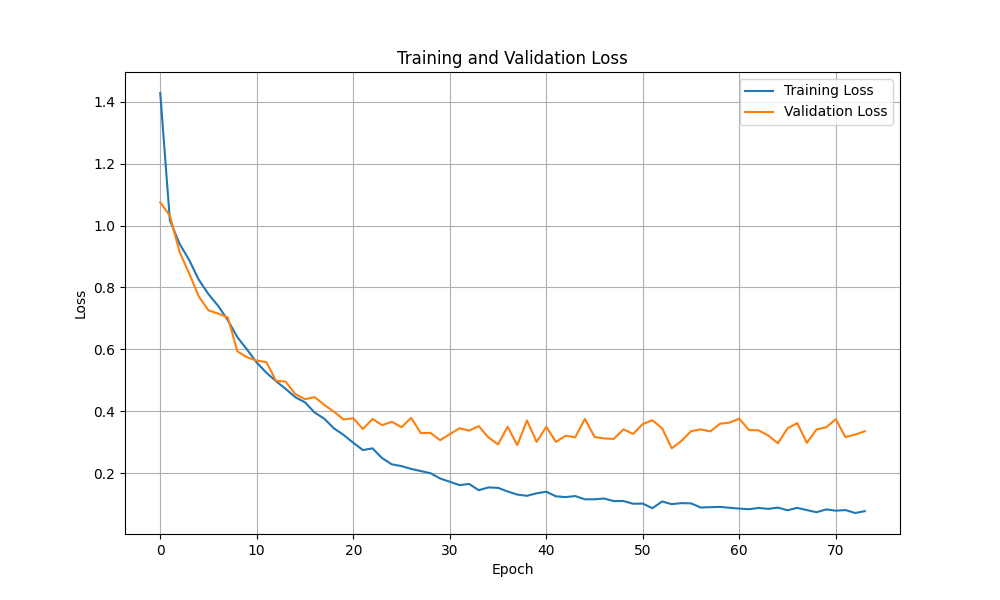 Training and Validation Loss
Training Loss
Validation Loss
1.4
1.2
1.0
0.8
0.6
0.4
0.2
Loss
0 10 20 30 40 50 60 70
Epoch